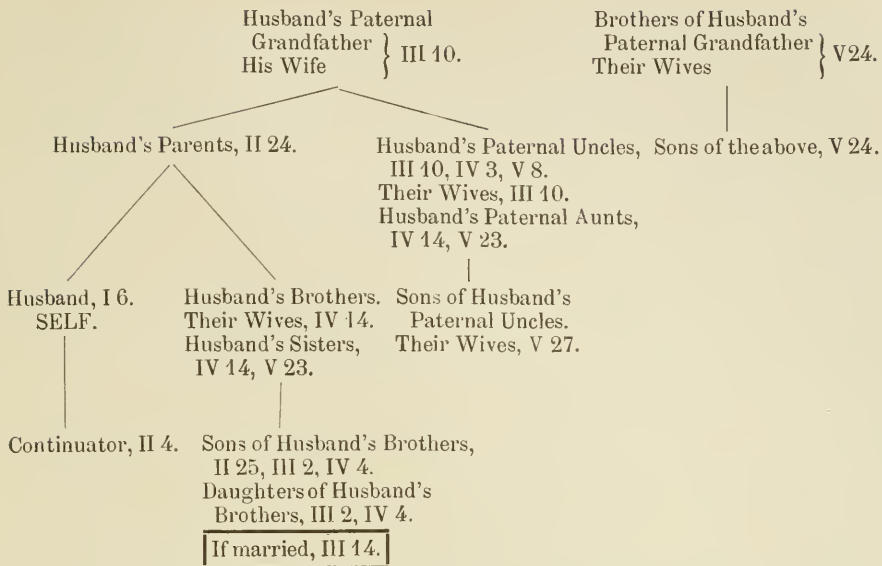 Husband's Paternal
Grandfather
His Wife
} III 10.
Brothers of Husband's
Paternal Grandfather
Their Wives
} V 24.
Husband's Parents, II 24.
Husband's Paternal Uncles,
III 10, IV 3, V 8.
Their Wives, III 10.
Husband's Paternal Aunts,
IV 14, V 23.
Sons of the above, V 24.
Husband, I 6.
SELF.
Husband's Brothers.
Their Wives, IV 14.
Husband's Sisters,
IV 14, V 23.
Sons of Husband's
Paternal Uncles.
Their Wives, V 27.
Continuator, II 4.
Sons of Husband's Brothers,
II 25, III 2, IV 4.
Daughters of Husband's
Brothers, III 2, IV 4.
If married, III 14.